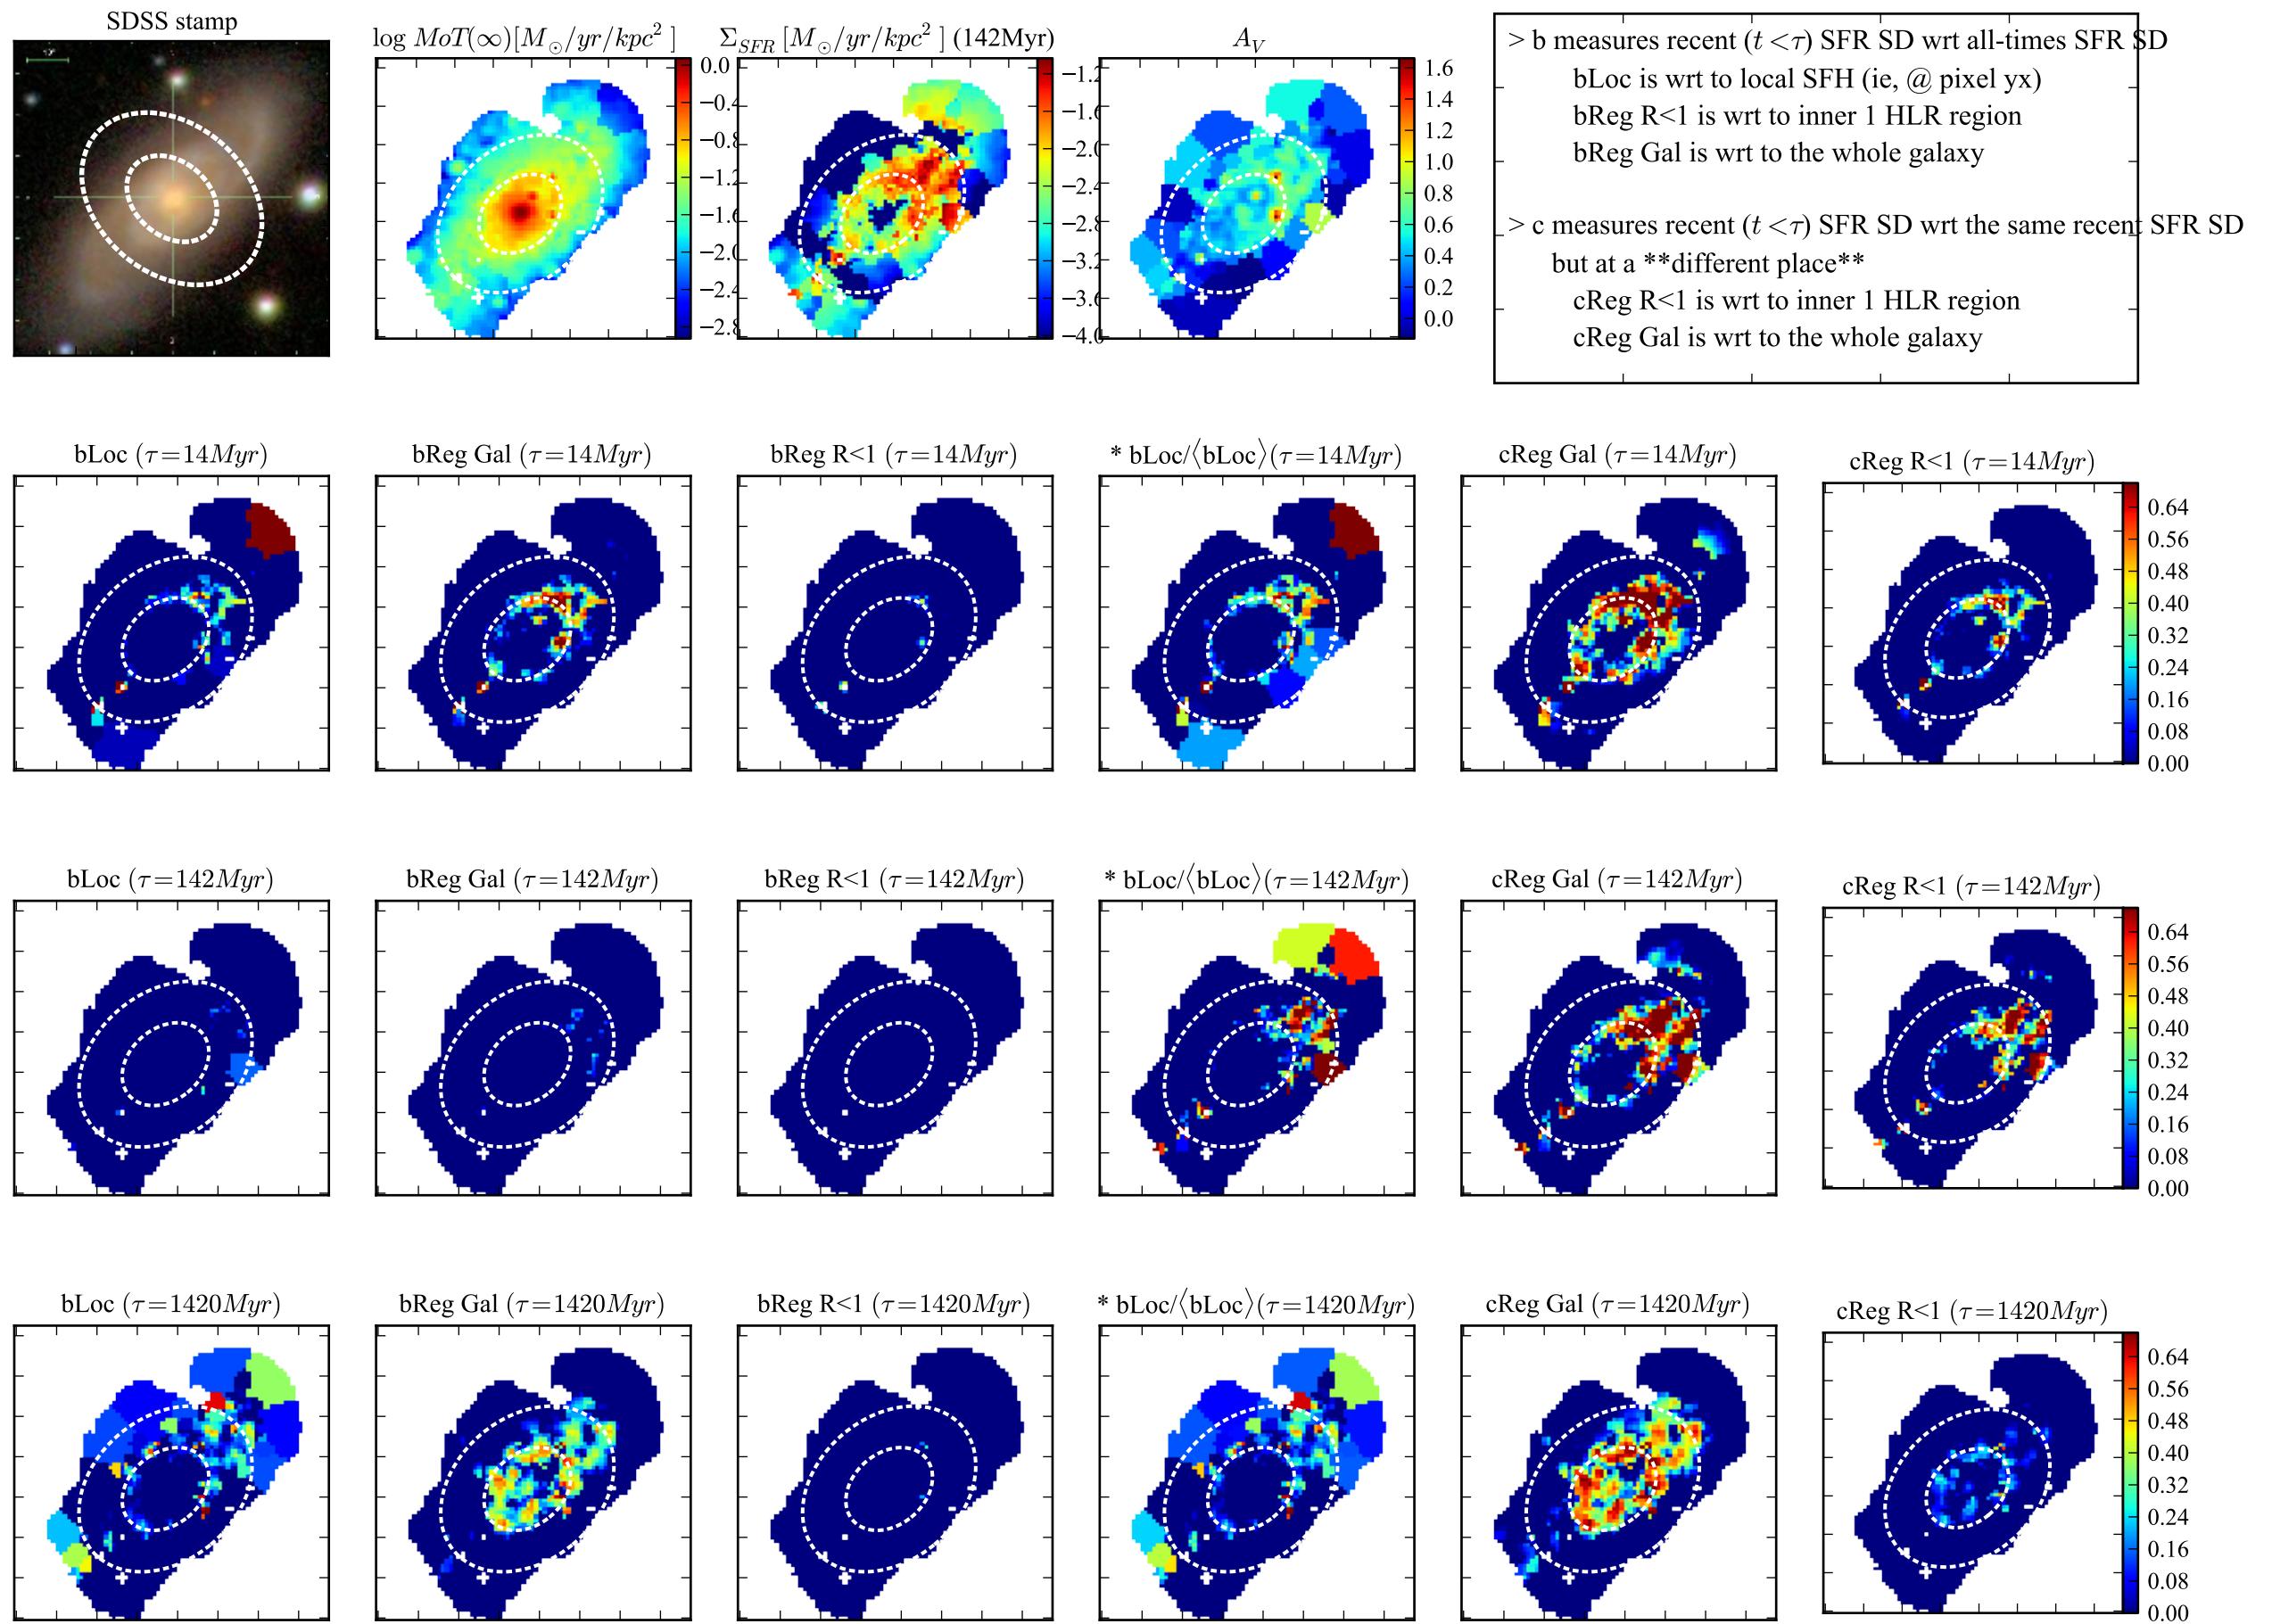 SDSS stamp
log MoT(∞)[M⊙/yr/kpc² ]
Σ_SFR [M⊙/yr/kpc² ] (142Myr)
A_V
0.0
−0.4
−0.8
−1.2
−1.6
−2.0
−2.4
−2.8
−1.2
−1.6
−2.0
−2.4
−2.8
−3.2
−3.6
−4.0
1.6
1.4
1.2
1.0
0.8
0.6
0.4
0.2
0.0
> b measures recent (t <τ) SFR SD wrt all-times SFR SD
bLoc is wrt to local SFH (ie, @ pixel yx)
bReg R<1 is wrt to inner 1 HLR region
bReg Gal is wrt to the whole galaxy
> c measures recent (t <τ) SFR SD wrt the same recent SFR SD
but at a **different place**
cReg R<1 is wrt to inner 1 HLR region
cReg Gal is wrt to the whole galaxy
bLoc (τ=14Myr)
bReg Gal (τ=14Myr)
bReg R<1 (τ=14Myr)
* bLoc/⟨bLoc⟩(τ=14Myr)
cReg Gal (τ=14Myr)
cReg R<1 (τ=14Myr)
0.64
0.56
0.48
0.40
0.32
0.24
0.16
0.08
0.00
bLoc (τ=142Myr)
bReg Gal (τ=142Myr)
bReg R<1 (τ=142Myr)
* bLoc/⟨bLoc⟩(τ=142Myr)
cReg Gal (τ=142Myr)
cReg R<1 (τ=142Myr)
0.64
0.56
0.48
0.40
0.32
0.24
0.16
0.08
0.00
bLoc (τ=1420Myr)
bReg Gal (τ=1420Myr)
bReg R<1 (τ=1420Myr)
* bLoc/⟨bLoc⟩(τ=1420Myr)
cReg Gal (τ=1420Myr)
cReg R<1 (τ=1420Myr)
0.64
0.56
0.48
0.40
0.32
0.24
0.16
0.08
0.00